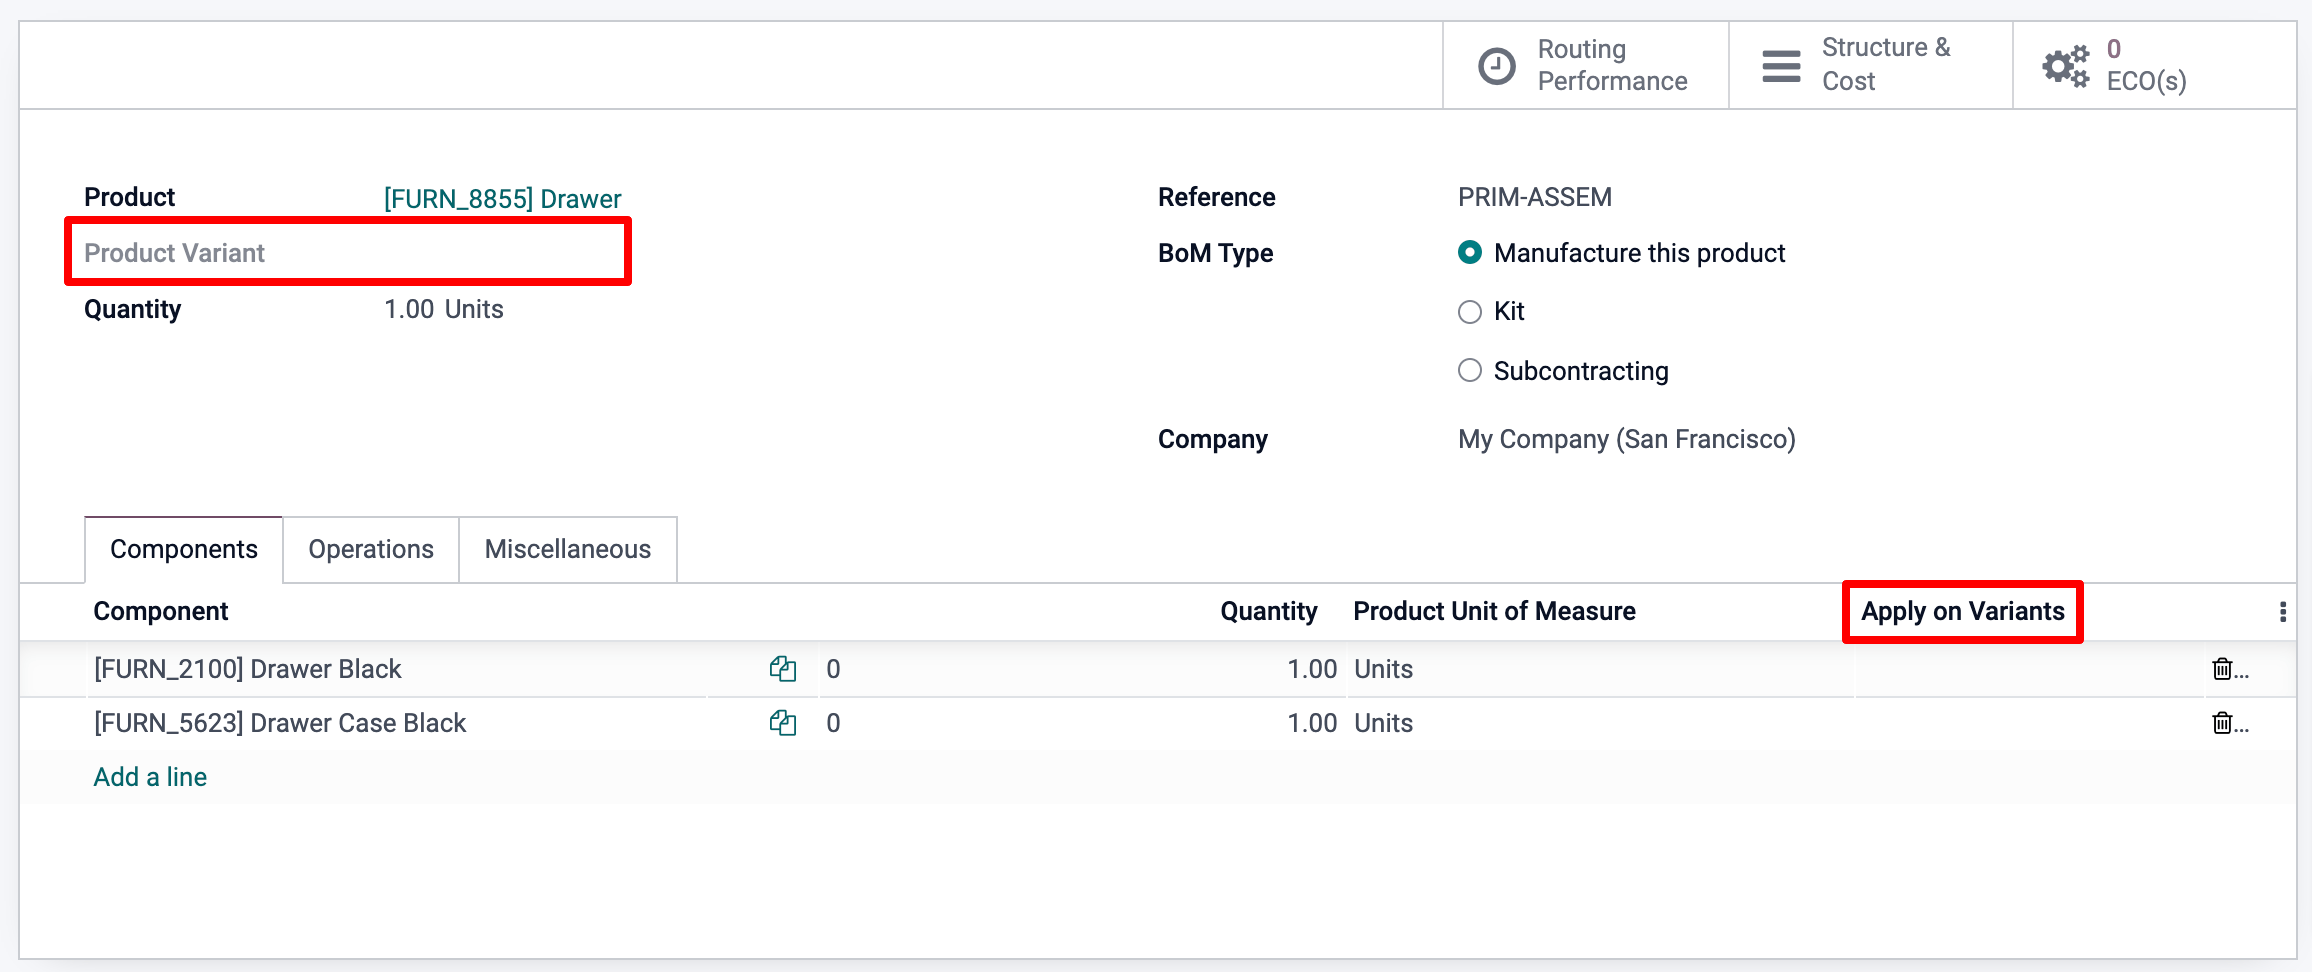 Routing Performance
Structure & Cost
0 ECO(s)
Product [FURN_8855] Drawer
Product Variant
Quantity 1.00 Units
Reference PRIM-ASSEM
BoM Type Manufacture this product
Kit
Subcontracting
Company My Company (San Francisco)
Components Operations Miscellaneous
Component Quantity Product Unit of Measure Apply on Variants
[FURN_2100] Drawer Black 0 1.00 Units ...
[FURN_5623] Drawer Case Black 0 1.00 Units ...
Add a line